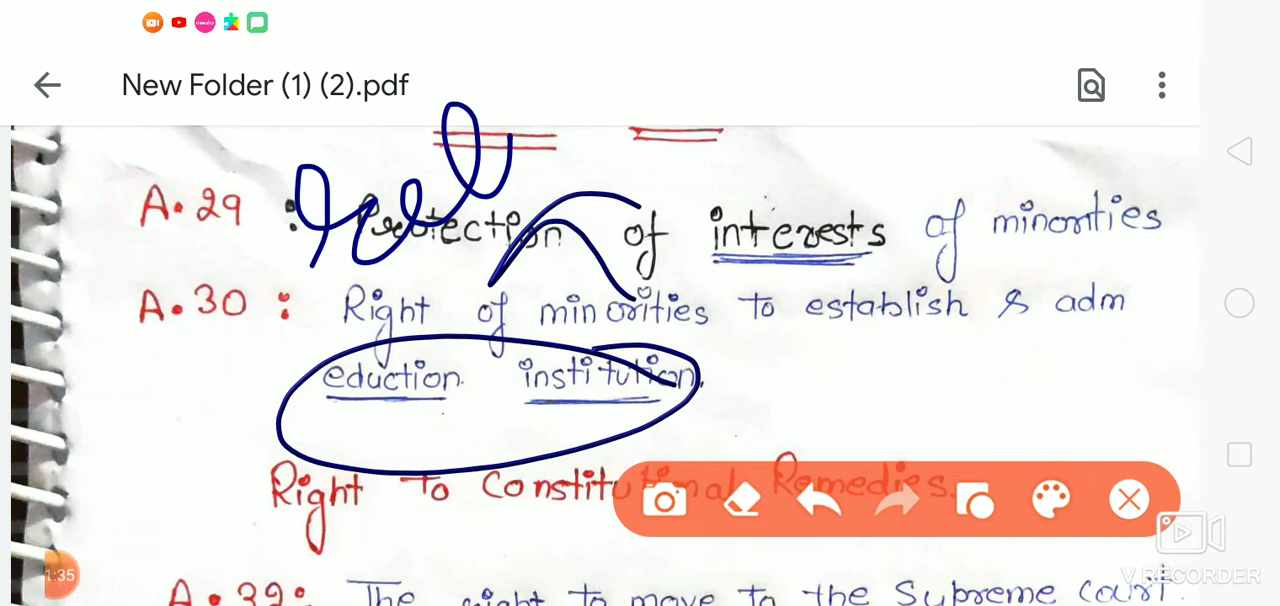 New Folder (1) (2).pdf
A.29 : Protection of interests of minorities
A.30 : Right of minorities to establish & adm
eduction institution.
Right To Constitutional Remedies.
A.32: The right to move to the Supreme court.
1:35
V RECORDER